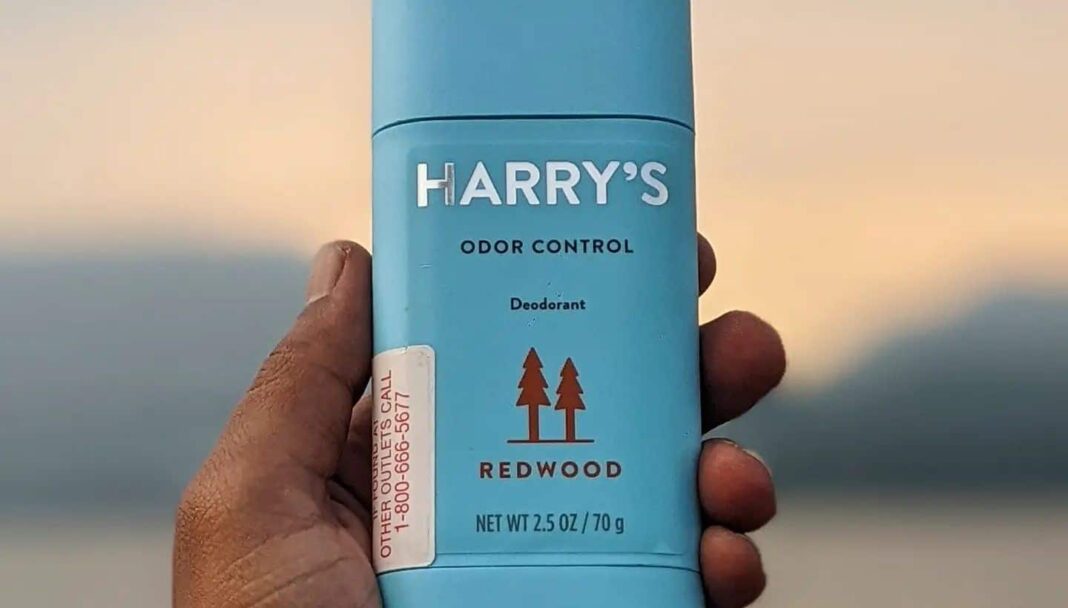 HARRY'S
ODOR CONTROL
Deodorant
REDWOOD
NET WT 2.5 OZ / 70 g
IF FOUND AT
OTHER OUTLETS CALL
1-800-666-5677